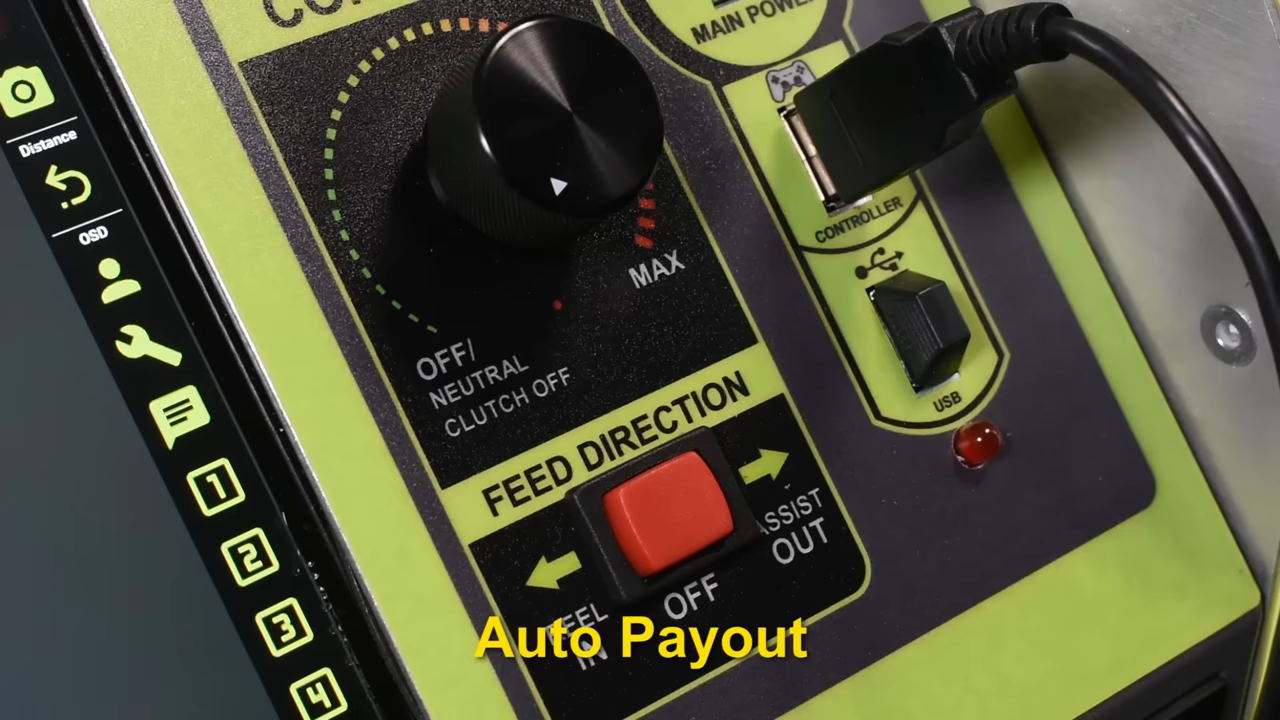 MAIN POWER
Distance
OSD
1
2
3
4
MAX
OFF/
NEUTRAL
CLUTCH OFF
CONTROLLER
USB
FEED DIRECTION
ASSIST
OUT
OFF
IN
Auto Payout